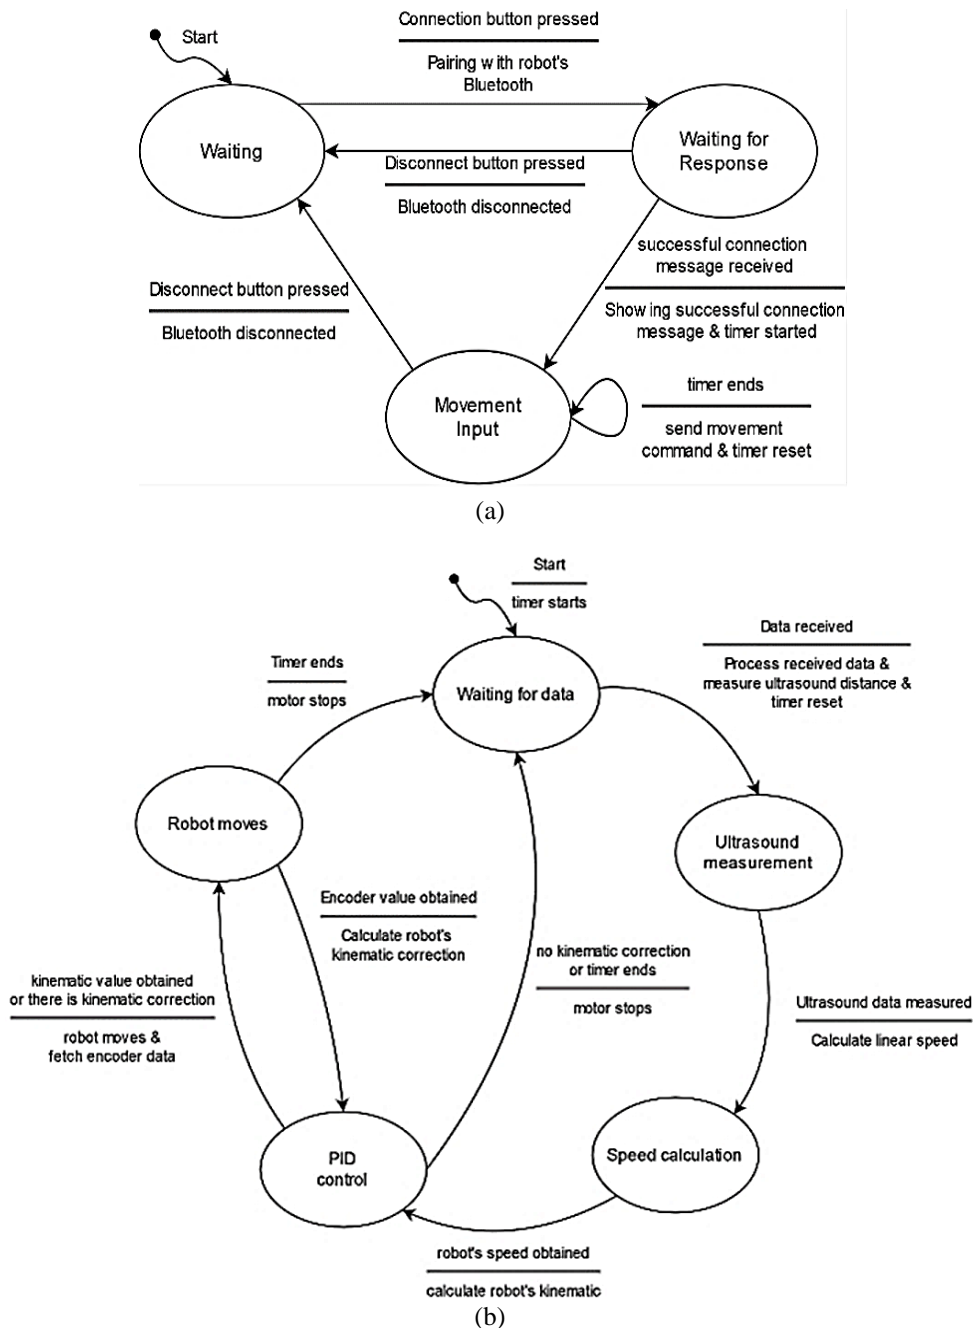 Connection button pressed
Start
Pairing with robot's
Bluetooth
Waiting
Waiting for
Response
Disconnect button pressed
Bluetooth disconnected
successful connection
message received
Disconnect button pressed
Showing successful connection
message & timer started
Bluetooth disconnected
timer ends
Movement
Input
send movement
command & timer reset
(a)
Start
timer starts
Data received
Timer ends
Process received data &
measure ultrasound distance &
timer reset
motor stops
Waiting for data
Robot moves
Ultrasound
measurement
Encoder value obtained
Calculate robot's
kinematic correction
no kinematic correction
or timer ends
motor stops
kinematic value obtained
or there is kinematic correction
robot moves &
fetch encoder data
Ultrasound data measured
Calculate linear speed
PID
control
Speed calculation
robot's speed obtained
calculate robot's kinematic
(b)